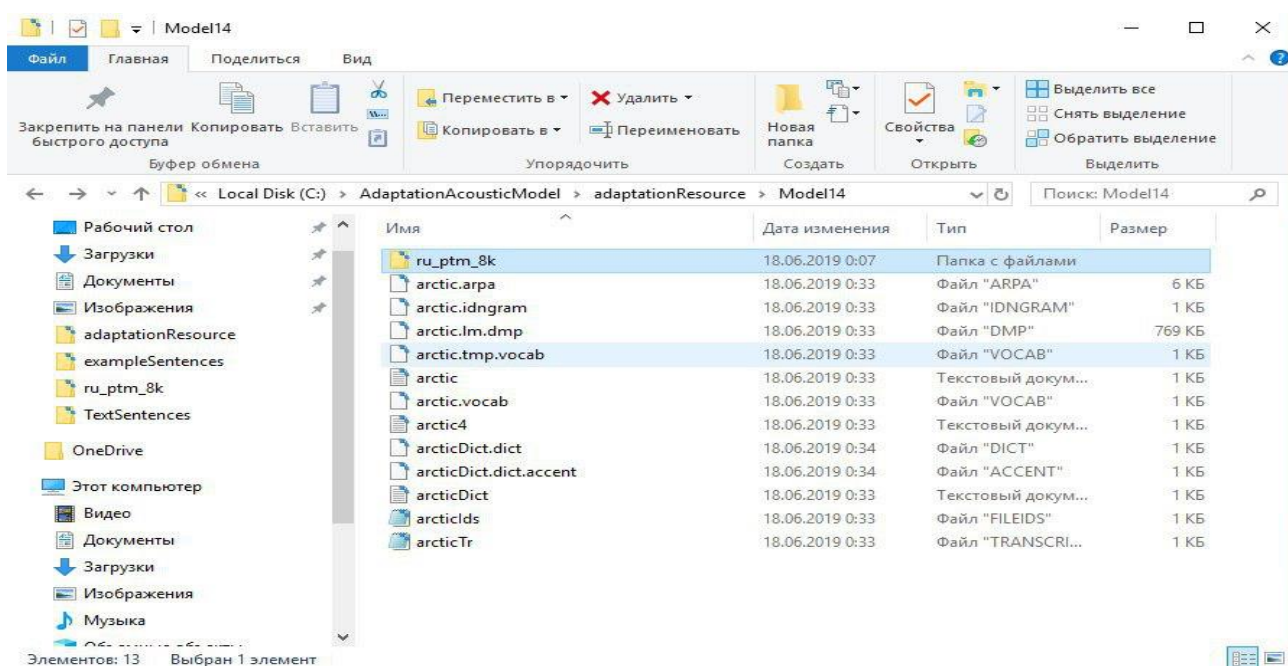 Model14
Файл Главная Поделиться Вид
Закрепить на панели быстрого доступа
Копировать
Вставить
Переместить в
Копировать в
Удалить
Переименовать
Новая папка
Свойства
Выделить все
Снять выделение
Обратить выделение
Буфер обмена Упорядочить Создать Открыть Выделить
« Local Disk (C:) > AdaptationAcousticModel > adaptationResource > Model14
Поиск: Model14
Рабочий стол
Загрузки
Документы
Изображения
adaptationResource
exampleSentences
ru_ptm_8k
TextSentences
OneDrive
Этот компьютер
Видео
Документы
Загрузки
Изображения
Музыка
Имя Дата изменения Тип Размер
ru_ptm_8k 18.06.2019 0:07 Папка с файлами
arctic.arpa 18.06.2019 0:33 Файл "ARPA" 6 КБ
arctic.idngram 18.06.2019 0:33 Файл "IDNGRAM" 1 КБ
arctic.lm.dmp 18.06.2019 0:33 Файл "DMP" 769 КБ
arctic.tmp.vocab 18.06.2019 0:33 Файл "VOCAB" 1 КБ
arctic 18.06.2019 0:33 Текстовый докум... 1 КБ
arctic.vocab 18.06.2019 0:33 Файл "VOCAB" 1 КБ
arctic4 18.06.2019 0:33 Текстовый докум... 1 КБ
arcticDict.dict 18.06.2019 0:34 Файл "DICT" 1 КБ
arcticDict.dict.accent 18.06.2019 0:34 Файл "ACCENT" 1 КБ
arcticDict 18.06.2019 0:33 Текстовый докум... 1 КБ
arcticIds 18.06.2019 0:33 Файл "FILEIDS" 1 КБ
arcticTr 18.06.2019 0:33 Файл "TRANSCRI... 1 КБ
Элементов: 13 Выбран 1 элемент